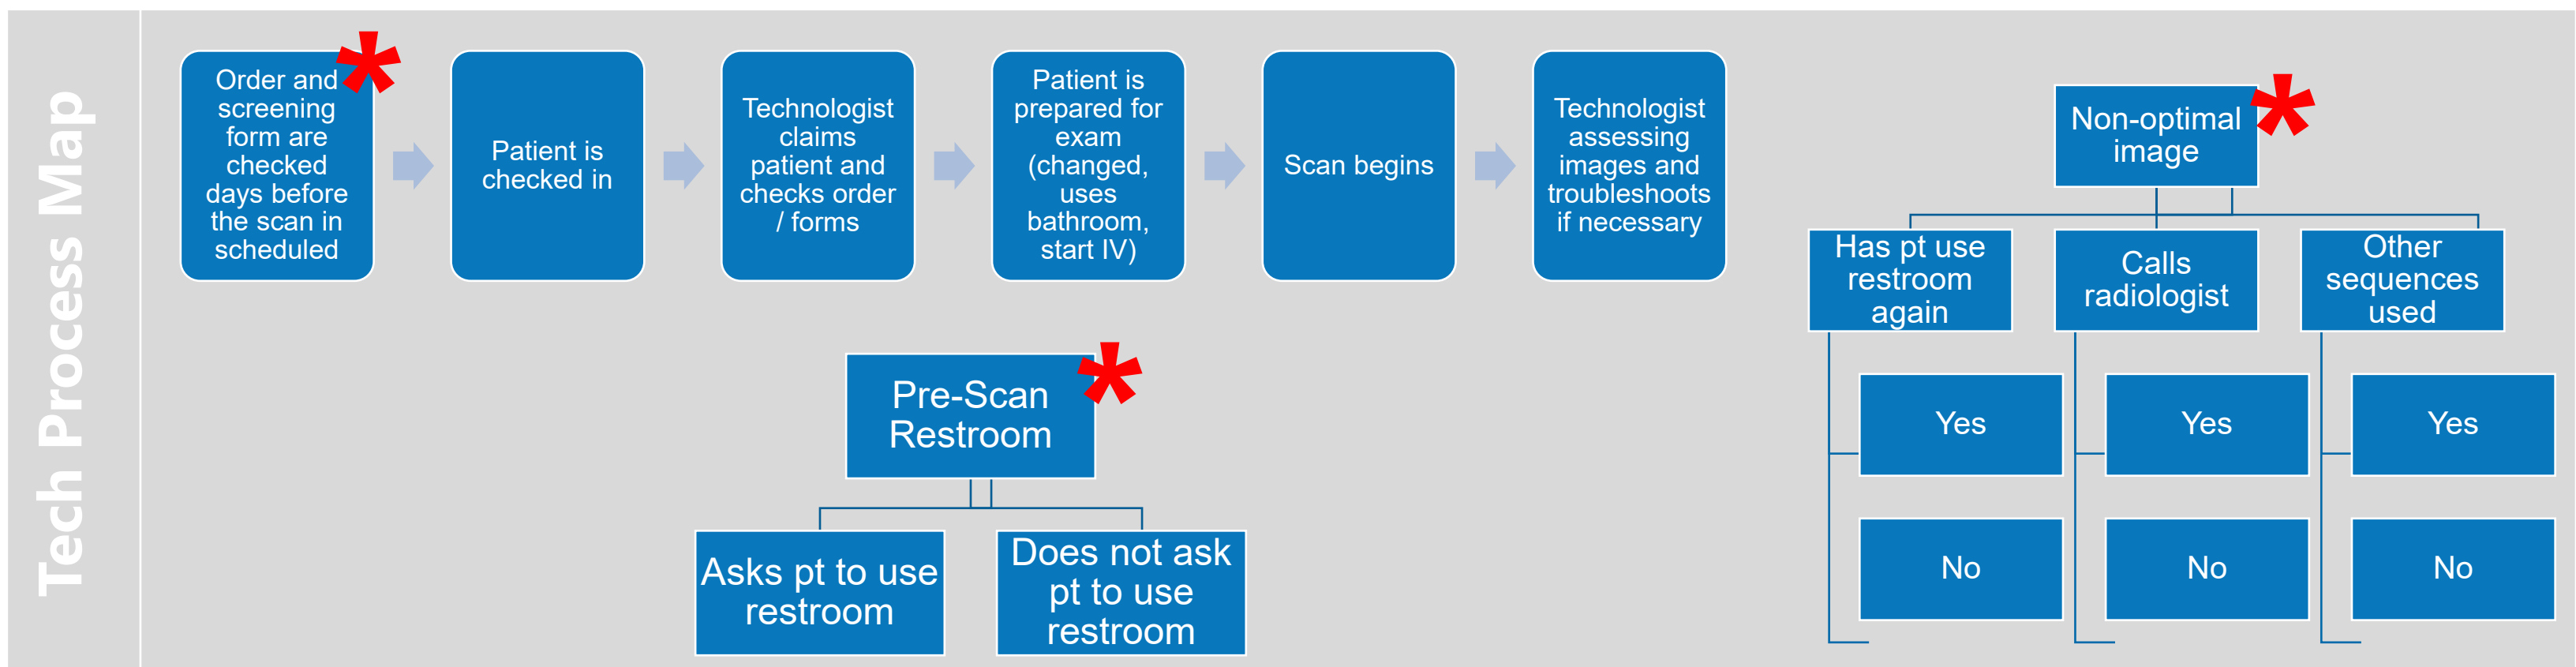 Tech Process Map
Order and
screening
form are
checked
days before
the scan in
scheduled
Patient is
checked in
Technologist
claims
patient and
checks order
/ forms
Patient is
prepared for
exam
(changed,
uses
bathroom,
start IV)
Scan begins
Technologist
assessing
images and
troubleshoots
if necessary
Pre-Scan
Restroom
Asks pt to use
restroom
Does not ask
pt to use
restroom
Non-optimal
image
Has pt use
restroom
again
Yes
No
Calls
radiologist
Yes
No
Other
sequences
used
Yes
No